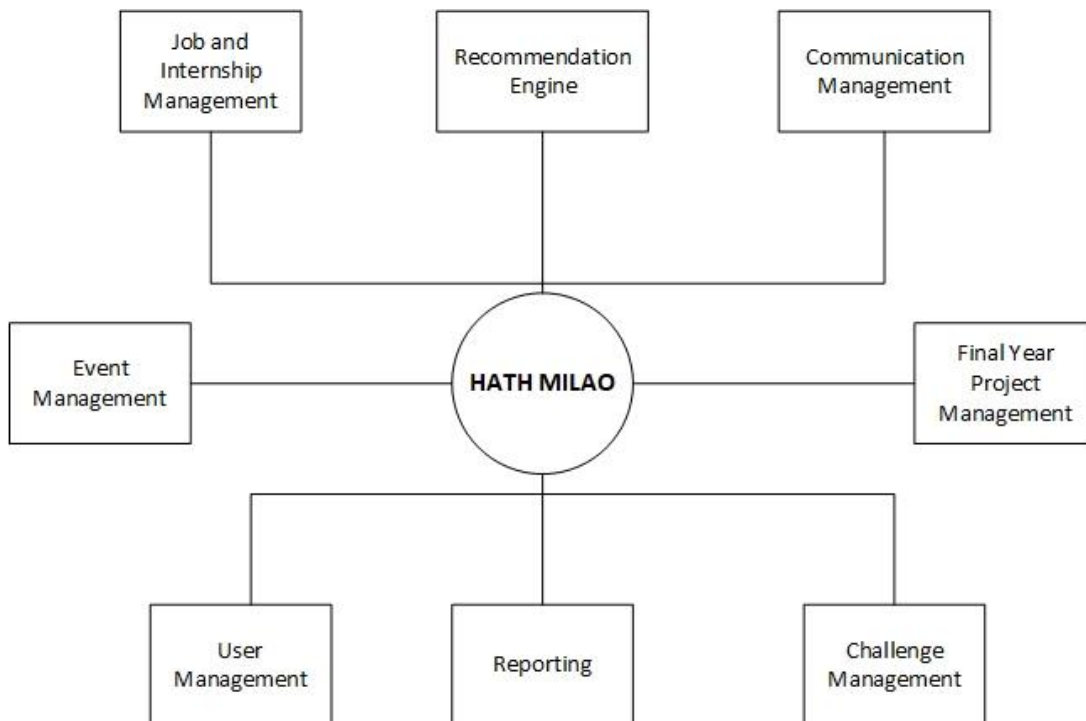 Job and
Internship
Management
Recommendation
Engine
Communication
Management
Event
Management
HATH MILAO
Final Year
Project
Management
User
Management
Reporting
Challenge
Management